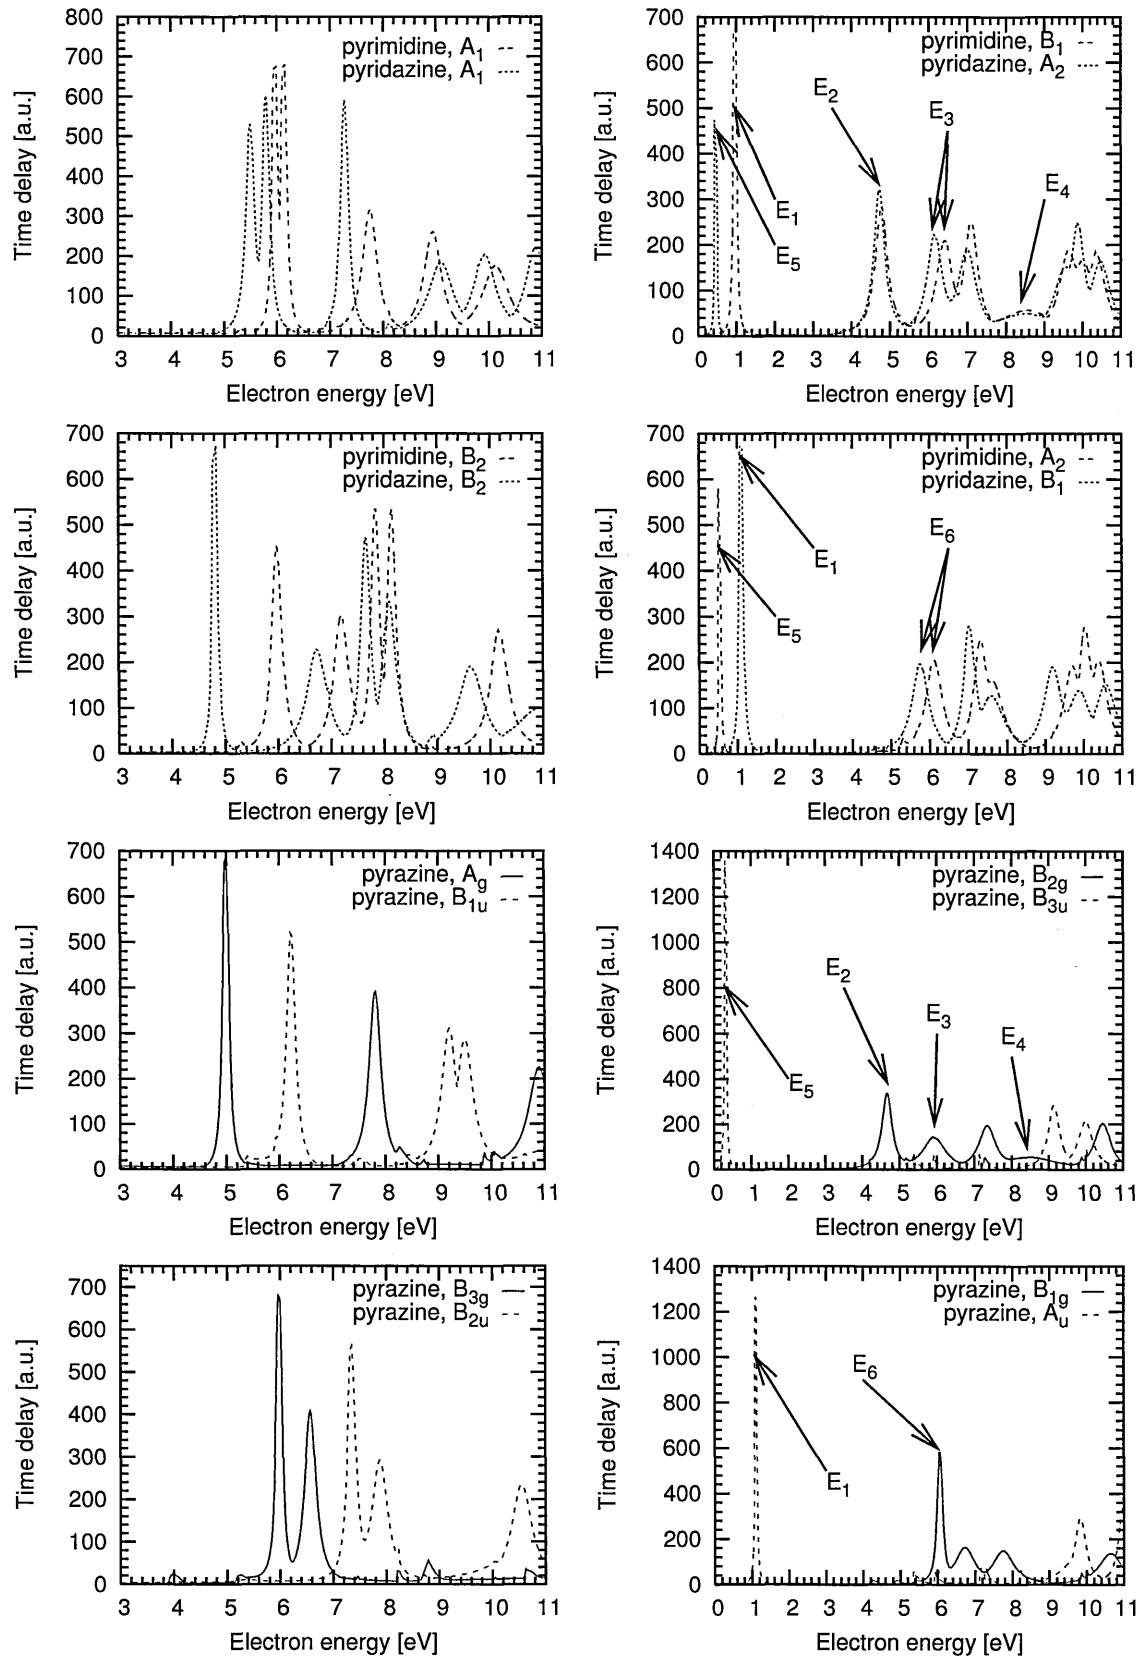 800
700
600
500
400
300
200
100
0
Time delay [a.u.]
pyrimidine, A1
pyridazine, A1
3 4 5 6 7 8 9 10 11
Electron energy [eV]
700
600
500
400
300
200
100
0
Time delay [a.u.]
pyrimidine, B1
pyridazine, A2
E2
E3
E4
E1
E5
0 1 2 3 4 5 6 7 8 9 10 11
Electron energy [eV]
700
600
500
400
300
200
100
0
Time delay [a.u.]
pyrimidine, B2
pyridazine, B2
3 4 5 6 7 8 9 10 11
Electron energy [eV]
700
600
500
400
300
200
100
0
Time delay [a.u.]
pyrimidine, A2
pyridazine, B1
E6
E1
E5
0 1 2 3 4 5 6 7 8 9 10 11
Electron energy [eV]
700
600
500
400
300
200
100
0
Time delay [a.u.]
pyrazine, Ag
pyrazine, B1u
3 4 5 6 7 8 9 10 11
Electron energy [eV]
1400
1200
1000
800
600
400
200
0
Time delay [a.u.]
pyrazine, B2g
pyrazine, B3u
E2
E3
E4
E5
0 1 2 3 4 5 6 7 8 9 10 11
Electron energy [eV]
700
600
500
400
300
200
100
0
Time delay [a.u.]
pyrazine, B3g
pyrazine, B2u
3 4 5 6 7 8 9 10 11
Electron energy [eV]
1400
1200
1000
800
600
400
200
0
Time delay [a.u.]
pyrazine, B1g
pyrazine, Au
E6
E1
0 1 2 3 4 5 6 7 8 9 10 11
Electron energy [eV]